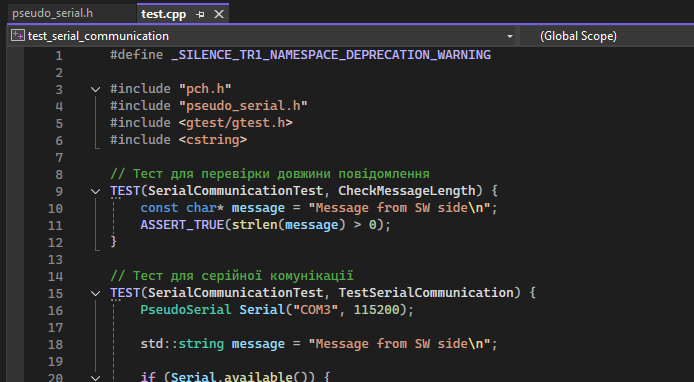 pseudo_serial.h test.cpp
test_serial_communication (Global Scope)
1 #define _SILENCE_TR1_NAMESPACE_DEPRECATION_WARNING
2
3 #include "pch.h"
4 #include "pseudo_serial.h"
5 #include <gtest/gtest.h>
6 #include <cstring>
7
8 // Тест для перевірки довжини повідомлення
9 TEST(SerialCommunicationTest, CheckMessageLength) {
10 const char* message = "Message from SW side\n";
11 ASSERT_TRUE(strlen(message) > 0);
12 }
13
14 // Тест для серійної комунікації
15 TEST(SerialCommunicationTest, TestSerialCommunication) {
16 PseudoSerial Serial("COM3", 115200);
17
18 std::string message = "Message from SW side\n";
19
20 if (Serial.available()) {